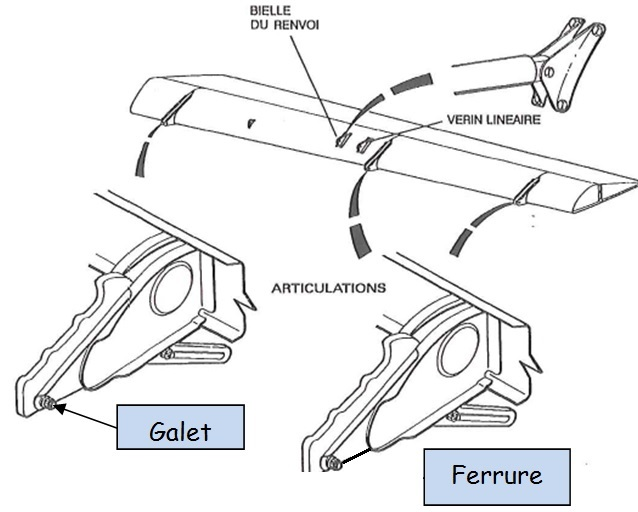 BIELLE
DU RENVOI
VERIN LINEAIRE
ARTICULATIONS
Galet
Ferrure